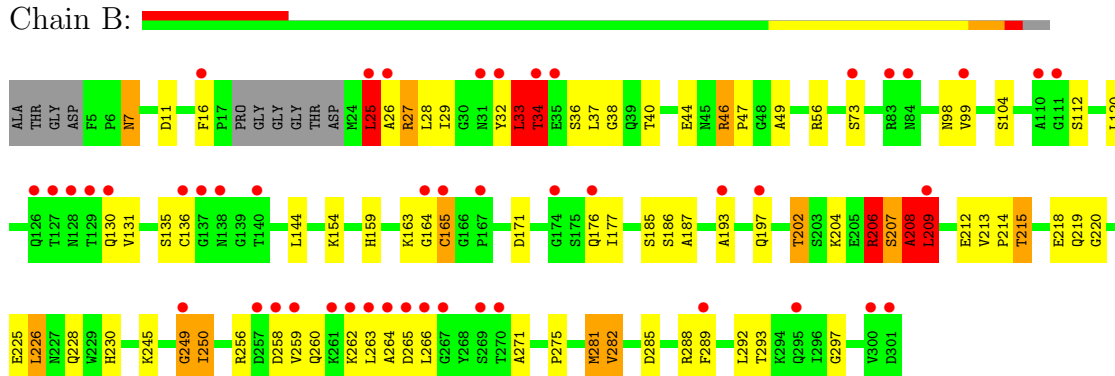 Chain B:
ALA THR GLY ASP F5 P6 N7 D11 F16 P17 PRO GLY GLY GLY THR ASP M24 L25 A26 R27 L28 I29 G30 N31 Y32 L33 T34 E35 S36 L37 G38 Q39 T40 E44 N45 R46 P47 G48 A49 R56 S73 R83 N84 N98 V99 S104 A110 G111 S112
Q126 T127 N128 T129 Q130 V131 S135 C136 G137 N138 G139 T140 L144 K154 H159 K163 G164 C165 G166 P167 D171 G174 S175 Q176 I177 S185 S186 A187 A193 Q197 T202 S203 K204 E205 R206 S207 A208 L209 E212 V213 P214 T215 E218 Q219 G220
E225 L226 N227 Q228 W229 H230 K245 G249 I250 R256 D257 D258 V259 Q260 K261 K262 L263 A264 D265 L266 G267 Y268 S269 T270 A271 P275 M281 V282 D285 R288 F289 L292 T293 K294 Q295 I296 G297 V300 D301